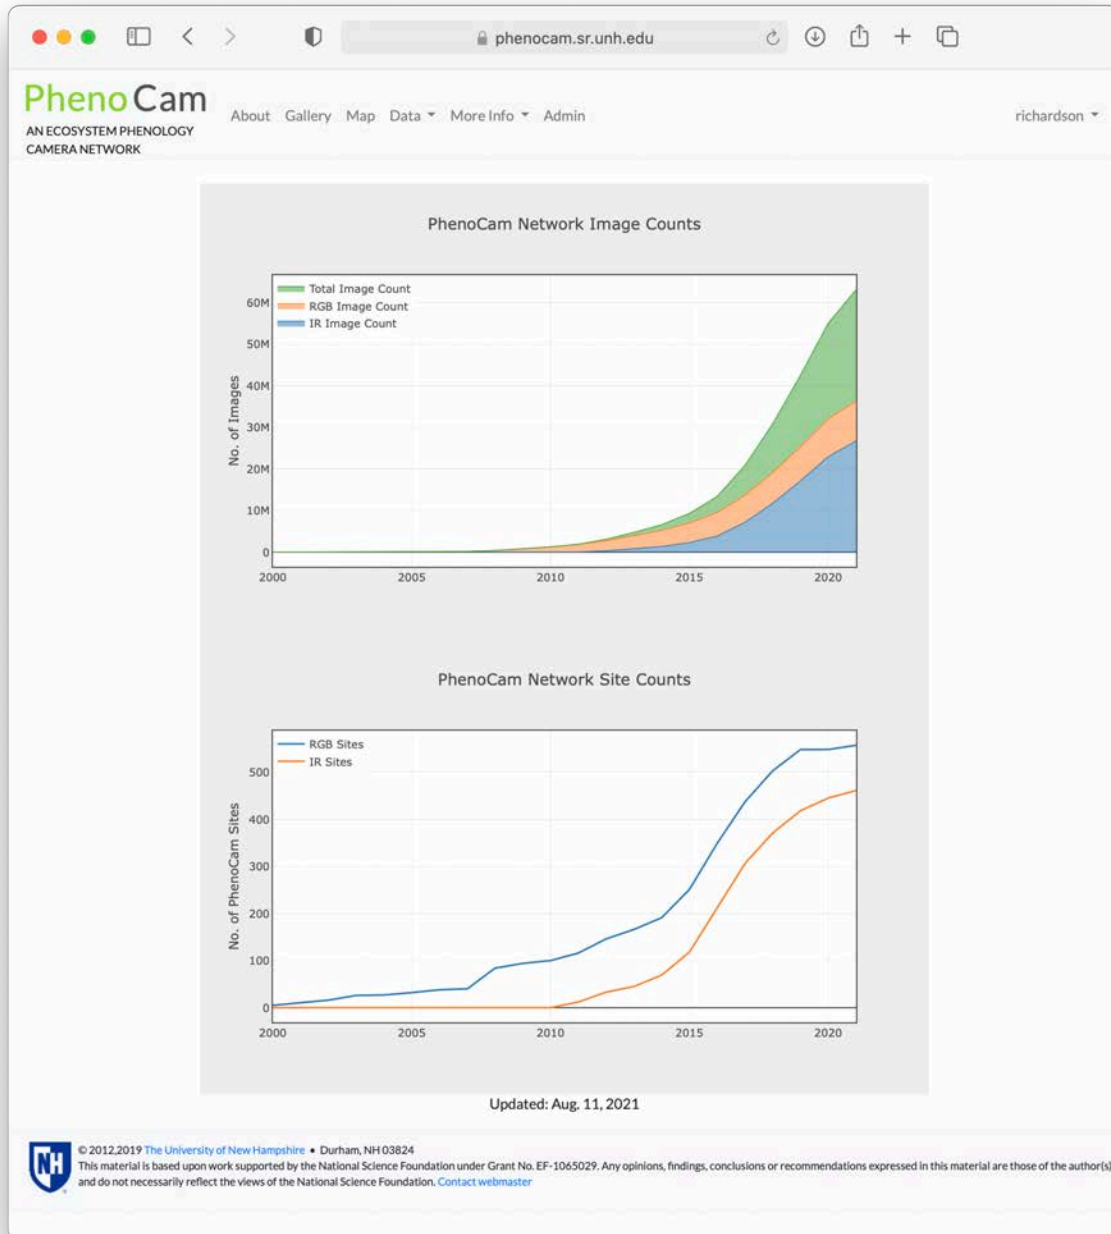 phenocam.sr.unh.edu
PhenoCam
AN ECOSYSTEM PHENOLOGY
CAMERA NETWORK
About Gallery Map Data More Info Admin
richardson
PhenoCam Network Image Counts
Total Image Count
RGB Image Count
IR Image Count
No. of Images
60M
50M
40M
30M
20M
10M
0
2000 2005 2010 2015 2020
PhenoCam Network Site Counts
RGB Sites
IR Sites
No. of PhenoCam Sites
500
400
300
200
100
0
2000 2005 2010 2015 2020
Updated: Aug. 11, 2021
NH
© 2012,2019 The University of New Hampshire • Durham, NH 03824
This material is based upon work supported by the National Science Foundation under Grant No. EF-1065029. Any opinions, findings, conclusions or recommendations expressed in this material are those of the author(s)
and do not necessarily reflect the views of the National Science Foundation. Contact webmaster